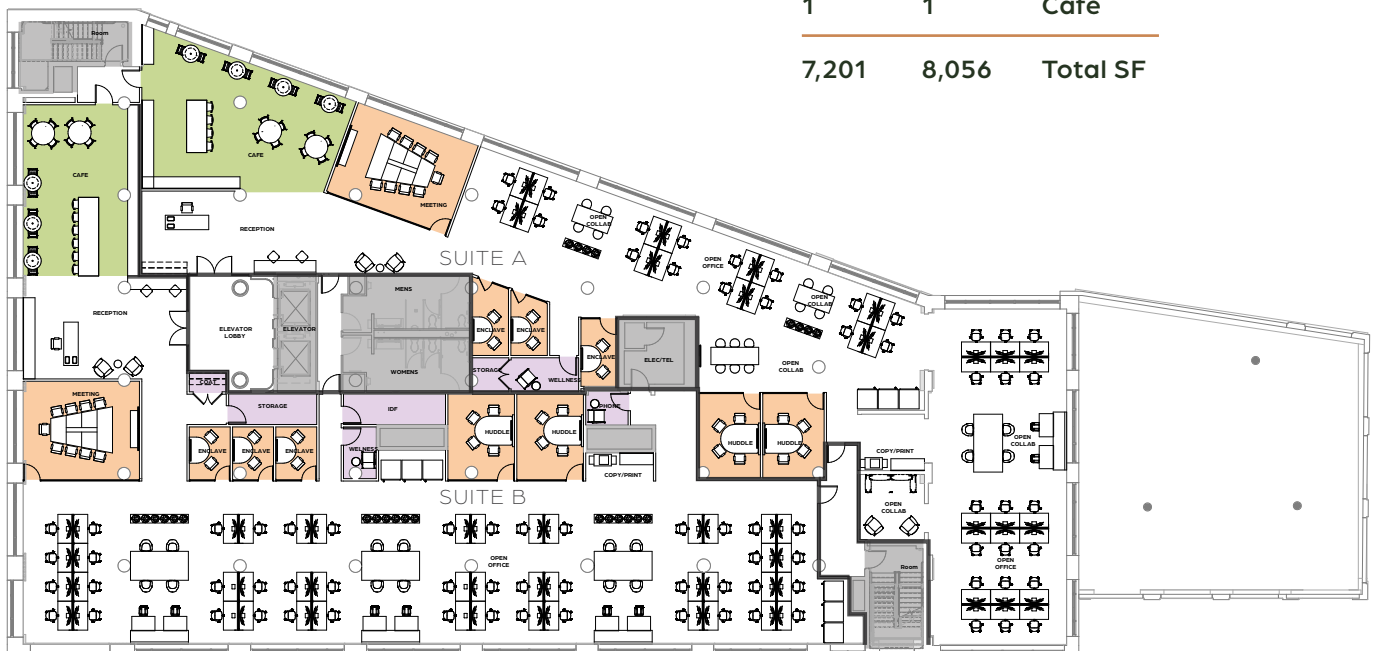 1 1 Cafe
7,201 8,056 Total SF
Room
CAFE
CAFE
MEETING
RECEPTION
SUITE A
OPEN
COLLAB
OPEN
OFFICE
OPEN
COLLAB
MENS
ELEVATOR
LOBBY
ELEVATOR
RECEPTION
ENCLAVE
ENCLAVE
ENCLAVE
ELEC/TEL
OPEN
COLLAB
WOMENS
STORAGE
WELLNESS
COAT
MEETING
STORAGE
IDF
PHONE
HUDDLE
HUDDLE
HUDDLE
HUDDLE
OPEN
COLLAB
ENCLAVE
ENCLAVE
ENCLAVE
WELLNESS
COPY/PRINT
COPY/PRINT
SUITE B
OPEN
COLLAB
OPEN
OFFICE
OPEN
OFFICE
Room